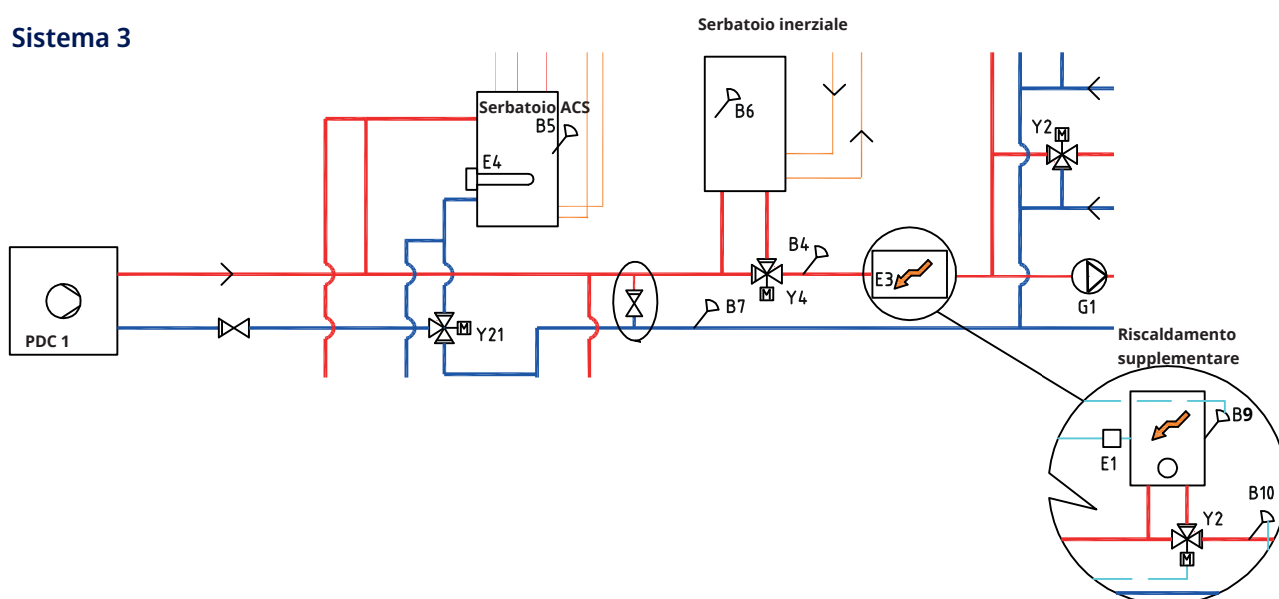 Sistema 3
Serbatoio inerziale
Serbatoio ACS
B5
E4
B6
Y2
M
B4
E3
Y4
M
G1
B7
PDC 1
M
Y21
Riscaldamento
supplementare
B9
E1
B10
Y2
M